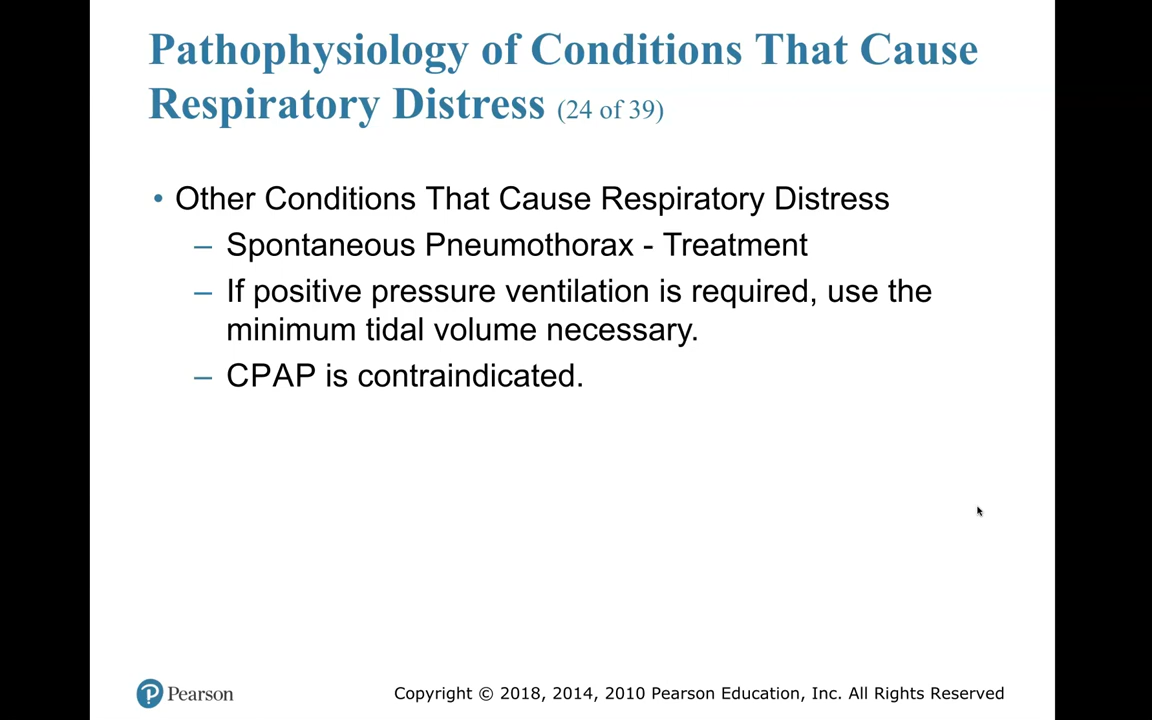 Pathophysiology of Conditions That Cause
Respiratory Distress (24 of 39)
• Other Conditions That Cause Respiratory Distress
– Spontaneous Pneumothorax - Treatment
– If positive pressure ventilation is required, use the
minimum tidal volume necessary.
– CPAP is contraindicated.
Pearson
Copyright © 2018, 2014, 2010 Pearson Education, Inc. All Rights Reserved